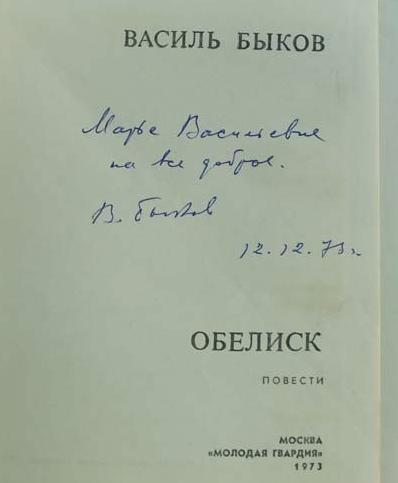 ВАСИЛЬ БЫКОВ
Марье Васильевне
на все доброе.
В. Быков
12.12.73 г.
ОБЕЛИСК
ПОВЕСТИ
МОСКВА
«МОЛОДАЯ ГВАРДИЯ»
1973